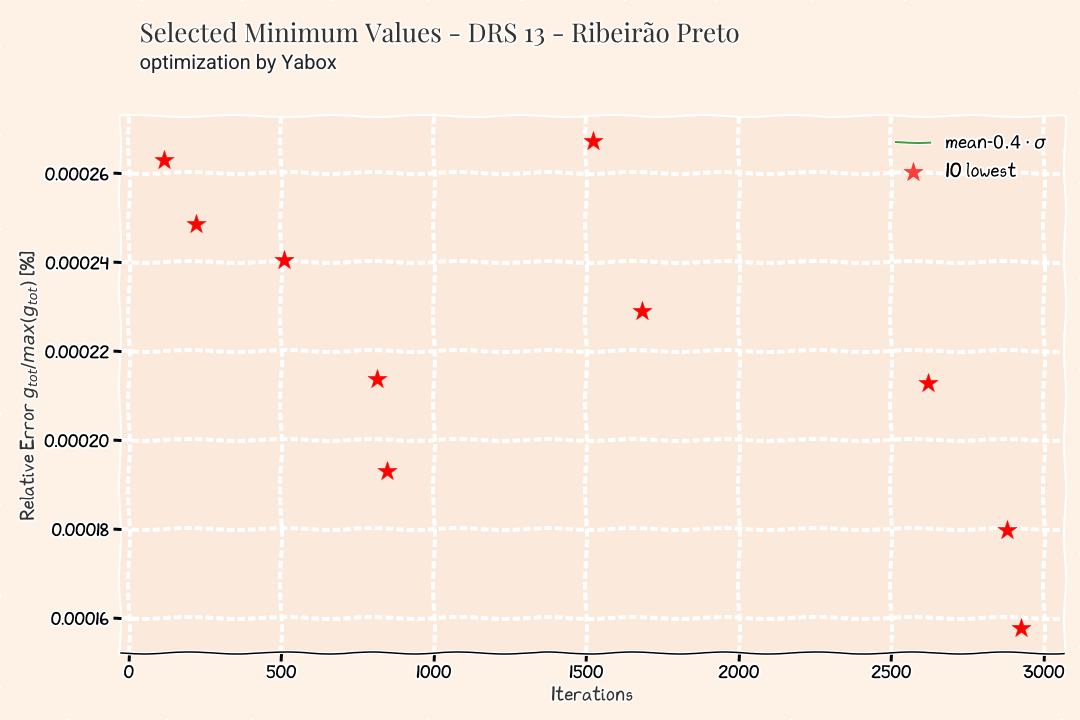 Selected Minimum Values - DRS 13 - Ribeirão Preto
optimization by Yabox
mean-0.4 · σ
10 lowest
Relative Error g_tot/max(g_tot) [%]
0.00026
0.00024
0.00022
0.00020
0.00018
0.00016
0 500 1000 1500 2000 2500 3000
Iterations